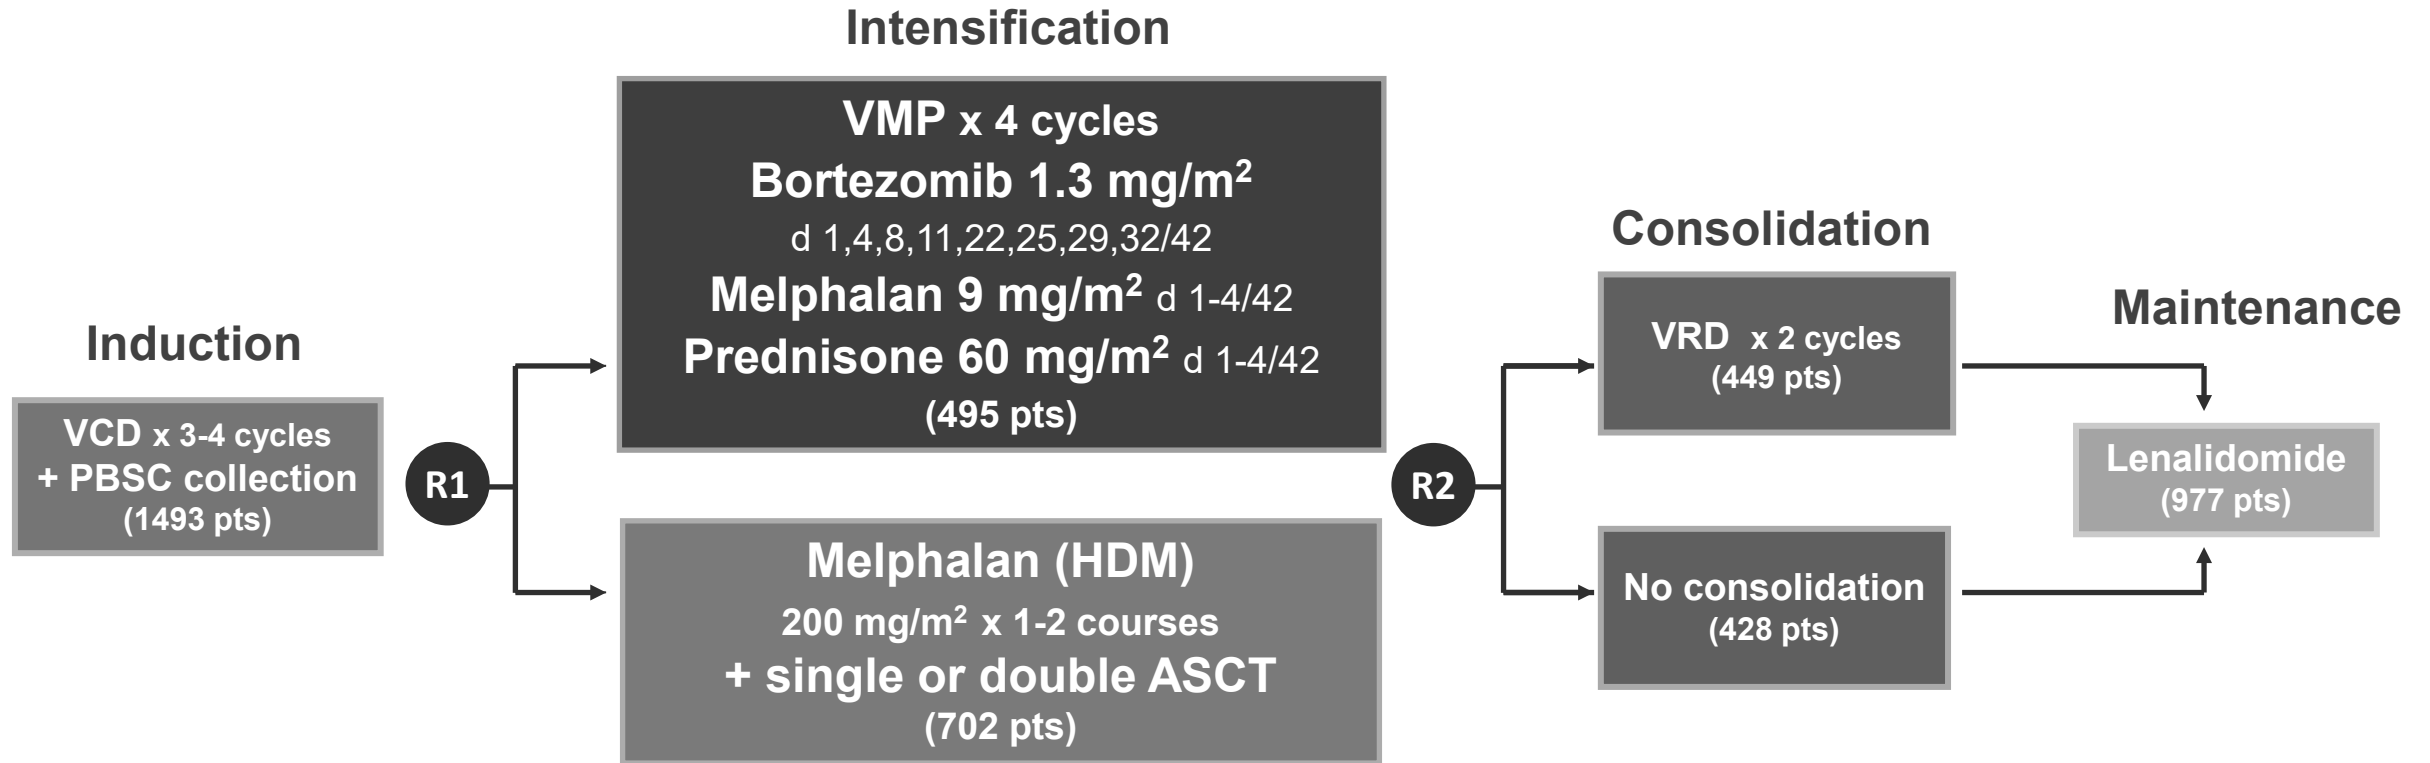 Induction
VCD x 3-4 cycles
+ PBSC collection
(1493 pts)
R1
Intensification
VMP x 4 cycles
Bortezomib 1.3 mg/m²
d 1,4,8,11,22,25,29,32/42
Melphalan 9 mg/m² d 1-4/42
Prednisone 60 mg/m² d 1-4/42
(495 pts)
Melphalan (HDM)
200 mg/m² x 1-2 courses
+ single or double ASCT
(702 pts)
R2
Consolidation
VRD x 2 cycles
(449 pts)
No consolidation
(428 pts)
Maintenance
Lenalidomide
(977 pts)